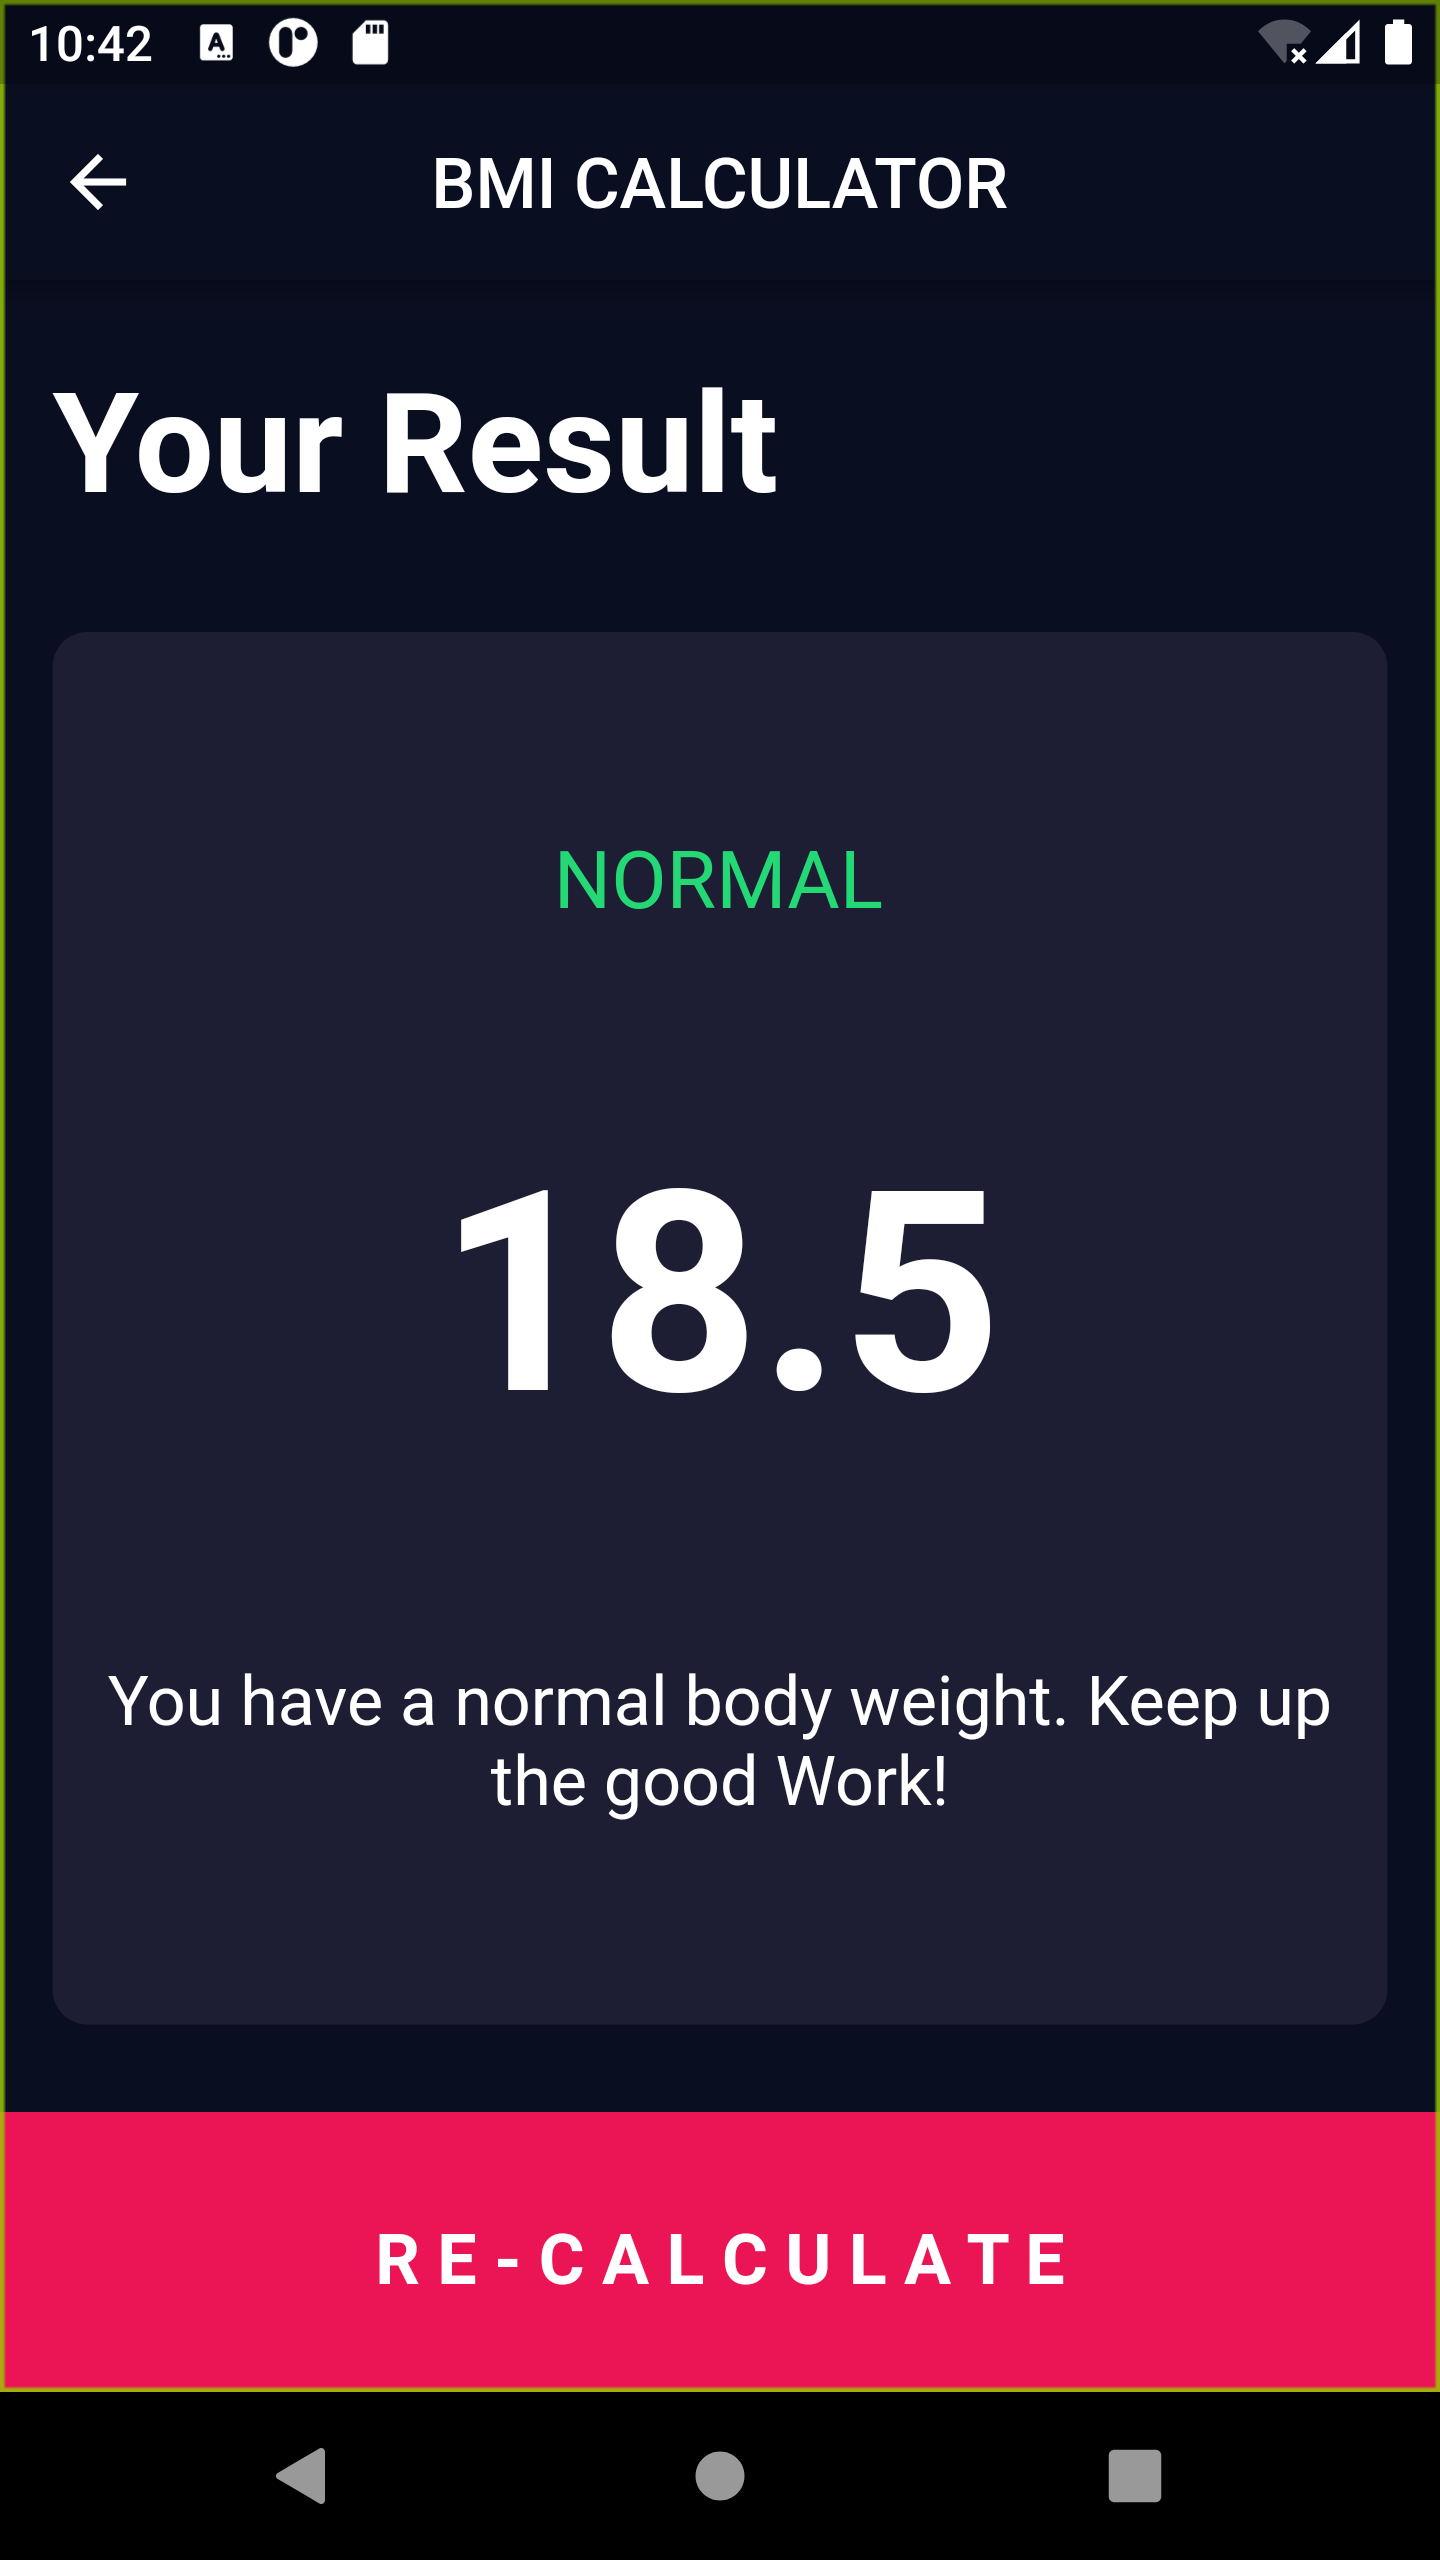 10:42
BMI CALCULATOR
Your Result
NORMAL
18.5
You have a normal body weight. Keep up
the good Work!
RE-CALCULATE